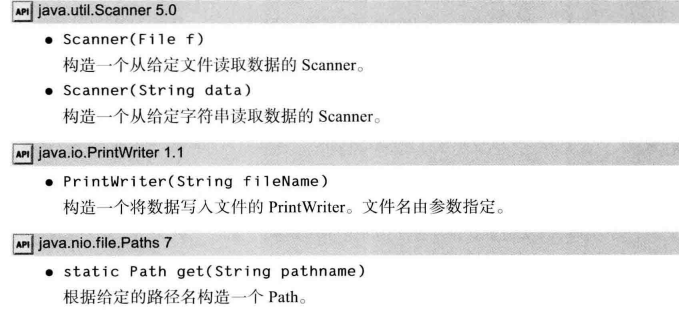 API java.util.Scanner 5.0
● Scanner(File f)
构造一个从给定文件读取数据的 Scanner。
● Scanner(String data)
构造一个从给定字符串读取数据的 Scanner。
API java.io.PrintWriter 1.1
● PrintWriter(String fileName)
构造一个将数据写入文件的 PrintWriter。文件名由参数指定。
API java.nio.file.Paths 7
● static Path get(String pathname)
根据给定的路径名构造一个 Path。